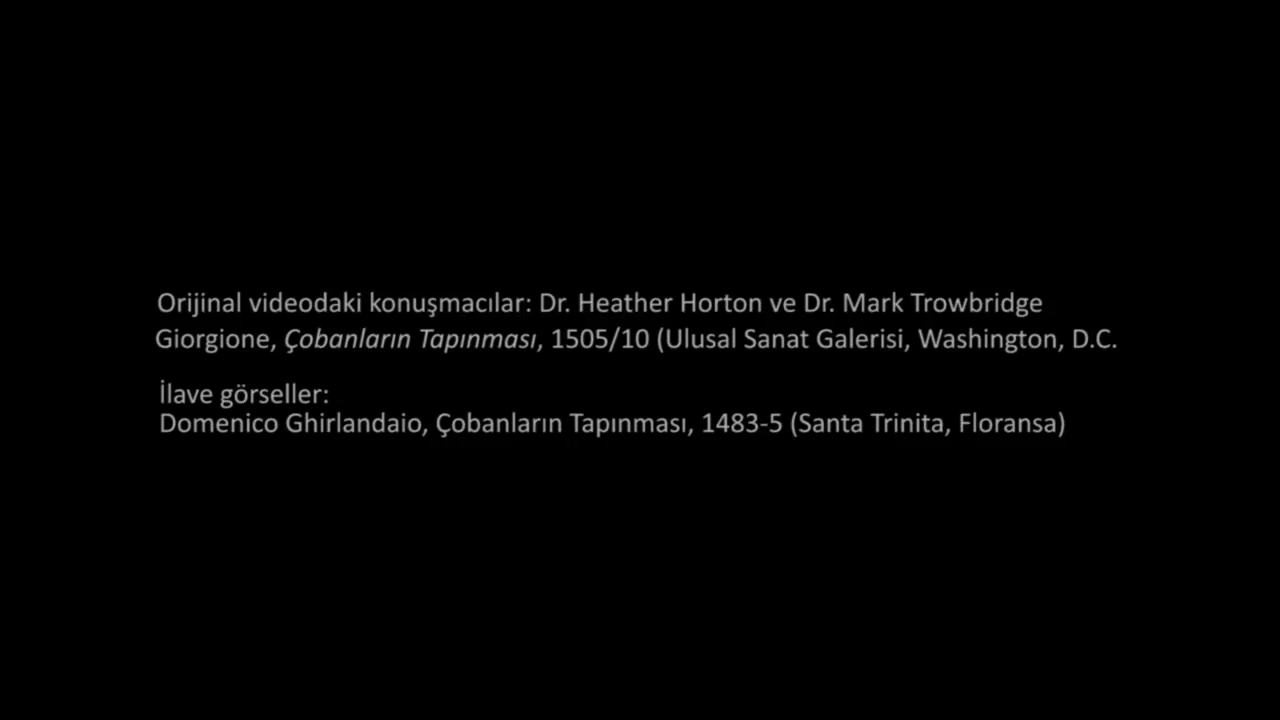 Orijinal videodaki konuşmacılar: Dr. Heather Horton ve Dr. Mark Trowbridge
Giorgione, Çobanların Tapınması, 1505/10 (Ulusal Sanat Galerisi, Washington, D.C.
İlave görseller:
Domenico Ghirlandaio, Çobanların Tapınması, 1483-5 (Santa Trinita, Floransa)